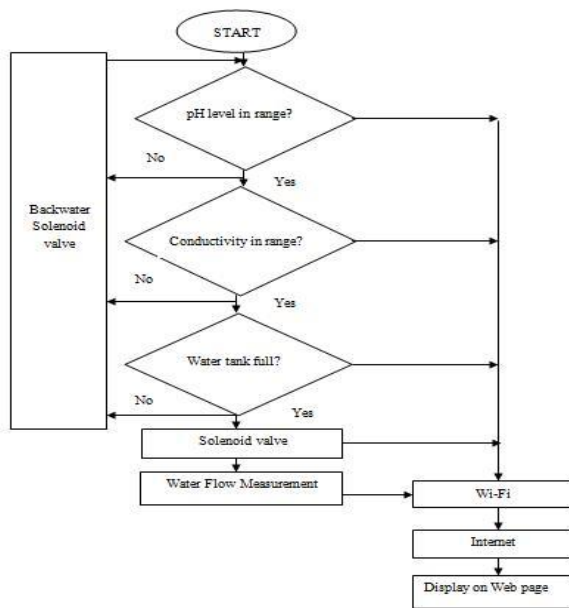 START
pH level in range?
No
Yes
Backwater
Solenoid
valve
Conductivity in range?
No
Yes
Water tank full?
No
Yes
Solenoid valve
Water Flow Measurement
Wi-Fi
Internet
Display on Web page